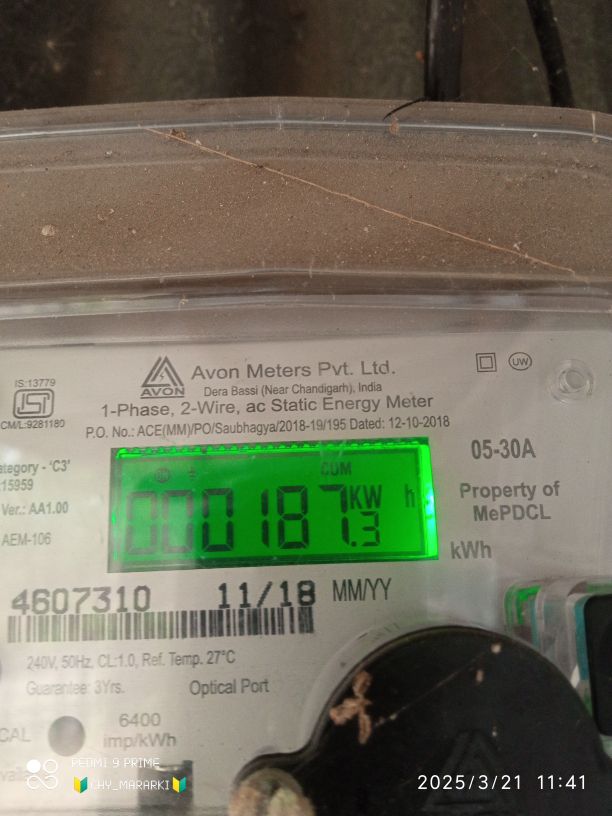 Avon Meters Pvt. Ltd.
AVON
Dera Bassi (Near Chandigarh), India
UW
IS:13779
ISI
CM/L:9281180
1-Phase, 2-Wire, ac Static Energy Meter
P.O. No.: ACE(MM)/PO/Saubhagya/2018-19/195 Dated: 12-10-2018
ategory - 'C3'
15959
Ver.: AA1.00
AEM-106
CUM
000187.3 KW h
05-30A
Property of
MePDCL
kWh
4607310 11/18 MM/YY
240V, 50Hz, CL:1.0, Ref. Temp. 27°C
Guarantee: 3Yrs. Optical Port
CAL
6400
imp/kWh
REDMI 9 PRIME
CHY_MARARKI
2025/3/21 11:41